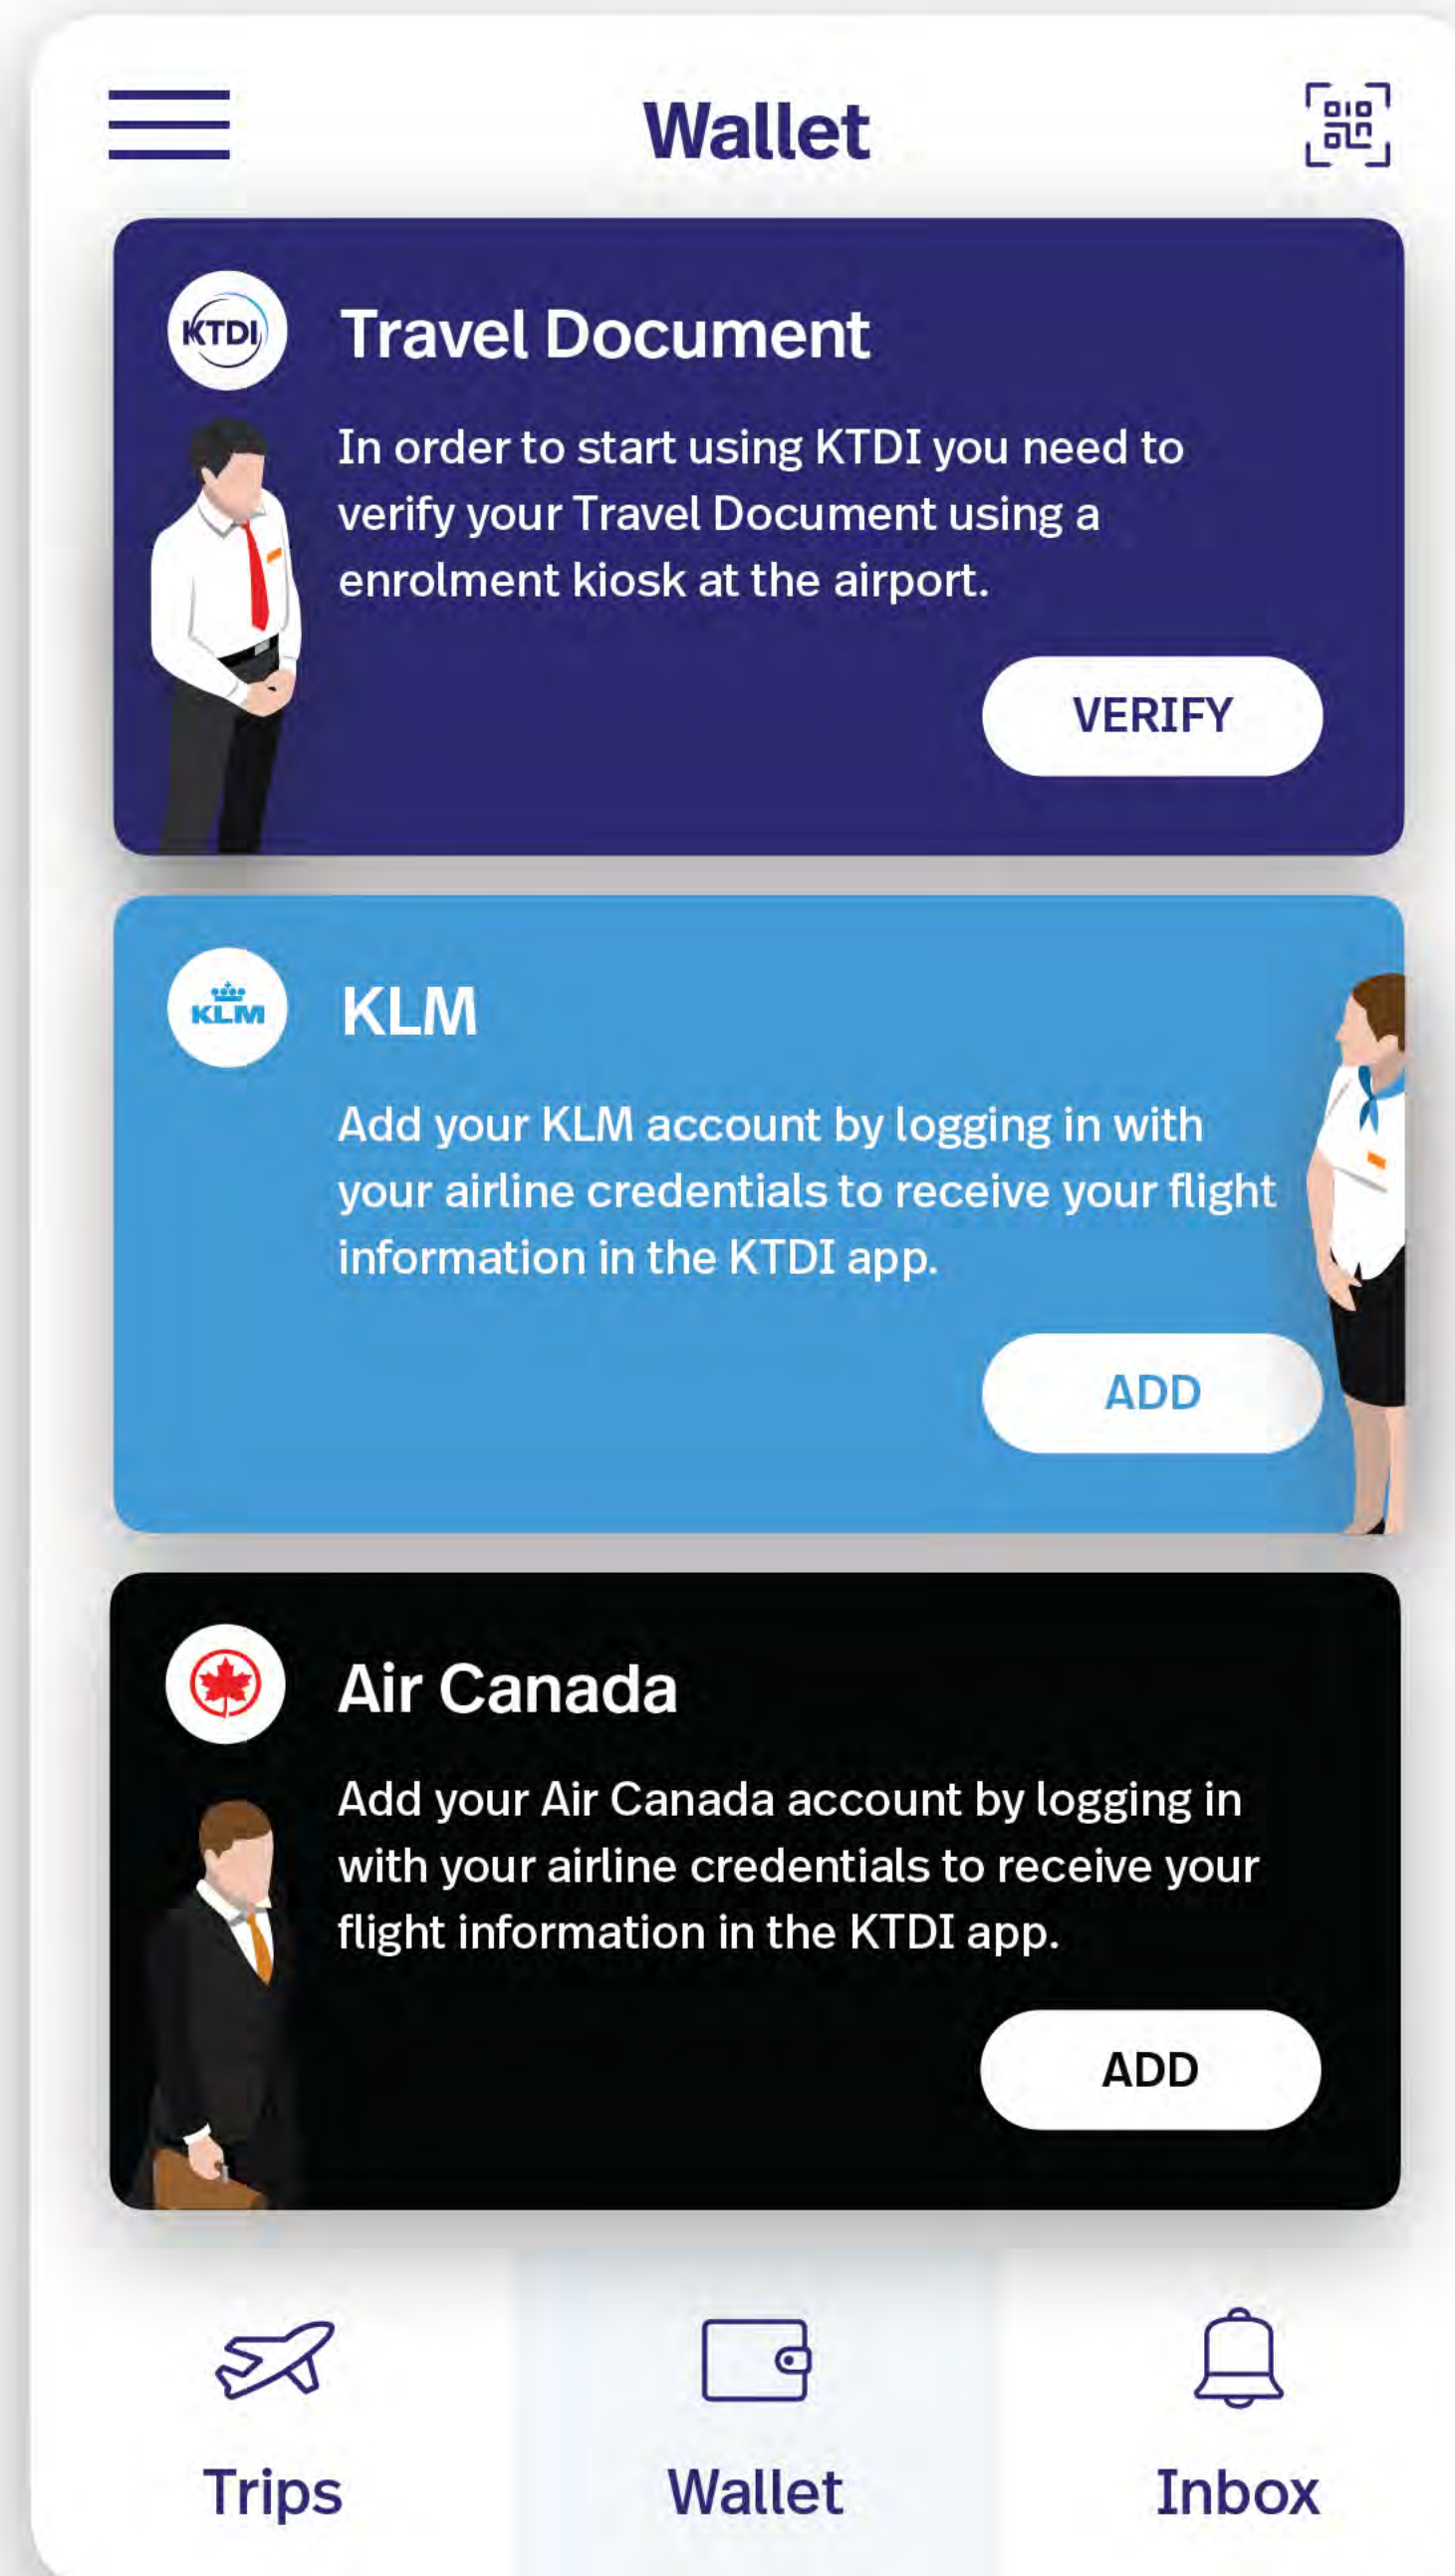 Wallet
KTDI
Travel Document
In order to start using KTDI you need to
verify your Travel Document using a
enrolment kiosk at the airport.
VERIFY
KLM
KLM
Add your KLM account by logging in with
your airline credentials to receive your flight
information in the KTDI app.
ADD
Air Canada
Add your Air Canada account by logging in
with your airline credentials to receive your
flight information in the KTDI app.
ADD
Trips
Wallet
Inbox